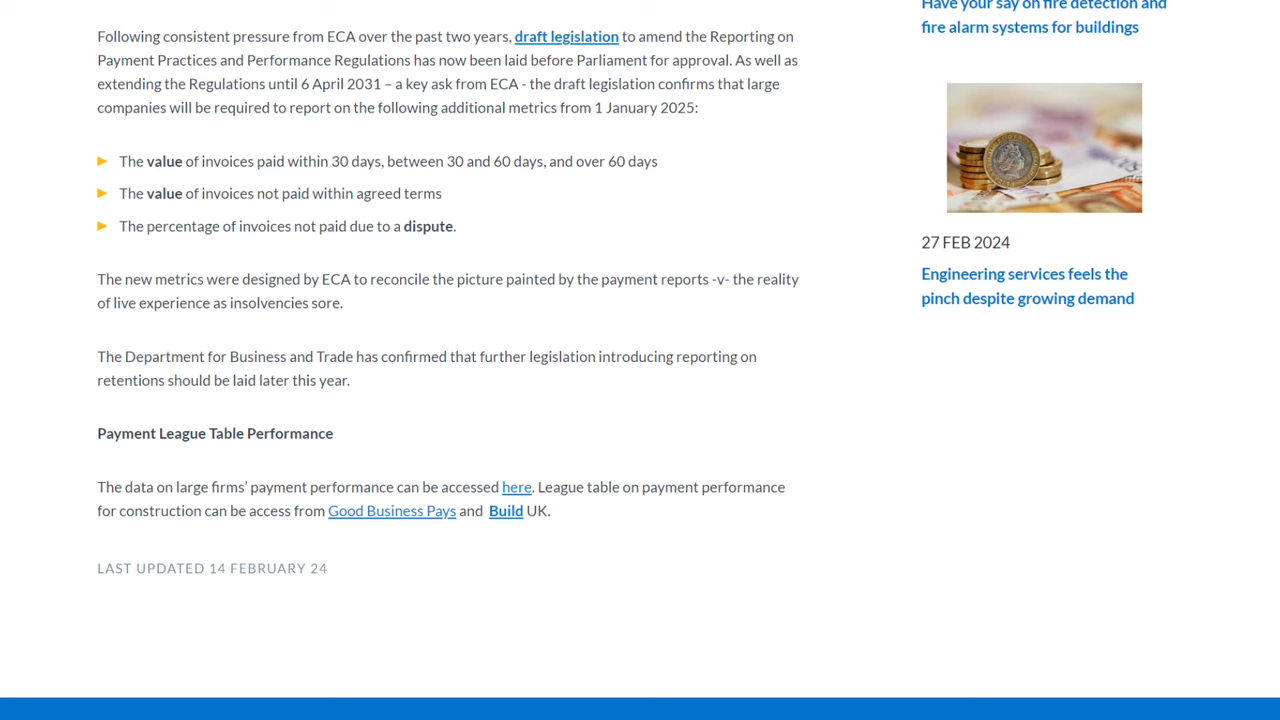 Following consistent pressure from ECA over the past two years, draft legislation to amend the Reporting on
Payment Practices and Performance Regulations has now been laid before Parliament for approval. As well as
extending the Regulations until 6 April 2031 – a key ask from ECA - the draft legislation confirms that large
companies will be required to report on the following additional metrics from 1 January 2025:
The value of invoices paid within 30 days, between 30 and 60 days, and over 60 days
The value of invoices not paid within agreed terms
The percentage of invoices not paid due to a dispute.
The new metrics were designed by ECA to reconcile the picture painted by the payment reports -v- the reality
of live experience as insolvencies sore.
The Department for Business and Trade has confirmed that further legislation introducing reporting on
retentions should be laid later this year.
Payment League Table Performance
The data on large firms’ payment performance can be accessed here. League table on payment performance
for construction can be access from Good Business Pays and Build UK.
LAST UPDATED 14 FEBRUARY 24
Have your say on fire detection and
fire alarm systems for buildings
27 FEB 2024
Engineering services feels the
pinch despite growing demand